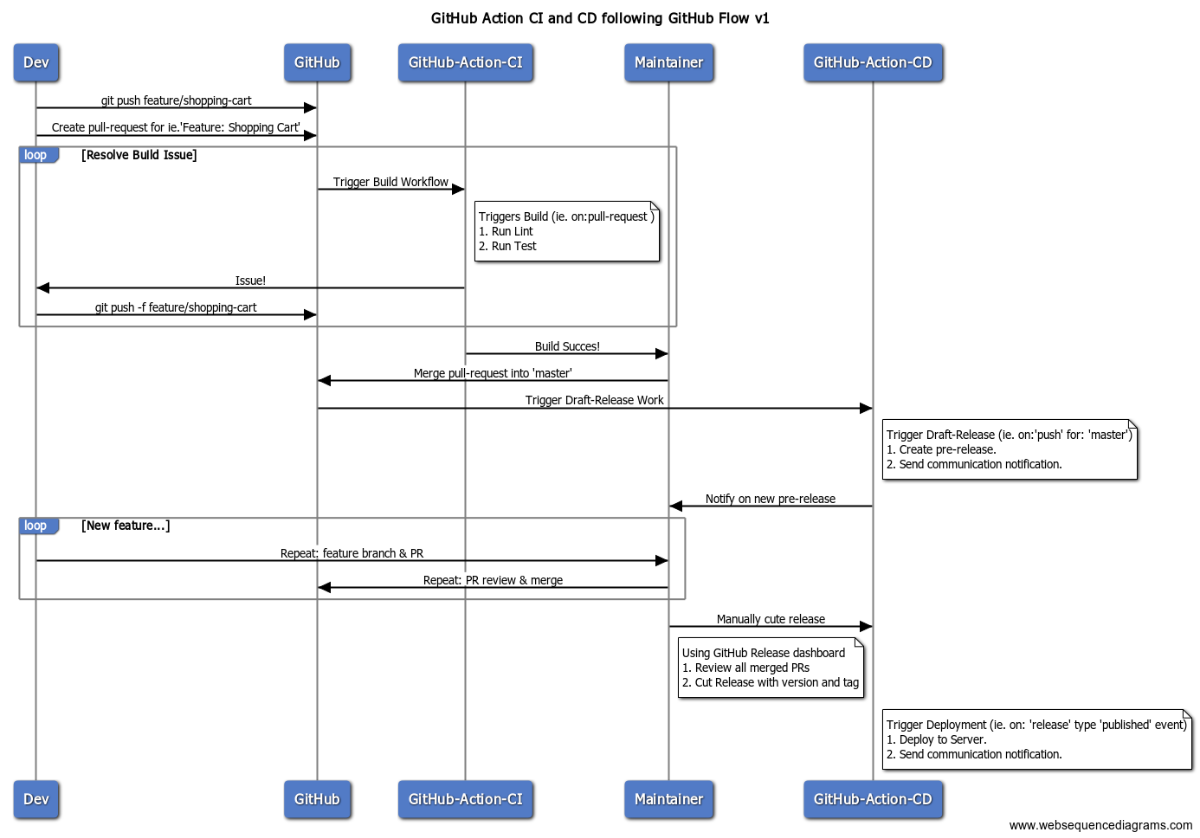 GitHub Action CI and CD following GitHub Flow v1
Dev
GitHub
GitHub-Action-CI
Maintainer
GitHub-Action-CD
git push feature/shopping-cart
Create pull-request for ie.'Feature: Shopping Cart'
loop
[Resolve Build Issue]
Trigger Build Workflow
Triggers Build (ie. on:pull-request )
1. Run Lint
2. Run Test
Issue!
git push -f feature/shopping-cart
Build Succes!
Merge pull-request into 'master'
Trigger Draft-Release Work
Trigger Draft-Release (ie. on:'push' for: 'master')
1. Create pre-release.
2. Send communication notification.
Notify on new pre-release
loop
[New feature...]
Repeat: feature branch & PR
Repeat: PR review & merge
Manually cute release
Using GitHub Release dashboard
1. Review all merged PRs
2. Cut Release with version and tag
Trigger Deployment (ie. on: 'release' type 'published' event)
1. Deploy to Server.
2. Send communication notification.
Dev
GitHub
GitHub-Action-CI
Maintainer
GitHub-Action-CD
www.websequencediagrams.com